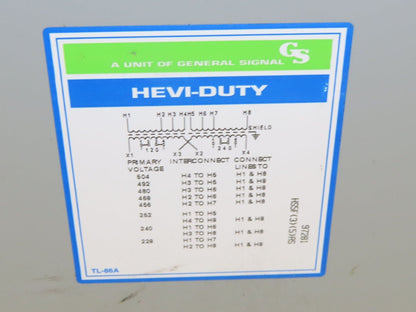 GS
A UNIT OF GENERAL SIGNAL
HEVI-DUTY
H1 H2 H3 H4 H5 H6 H7 H8
SHIELD
120 240
X1 X3 X2 X4
PRIMARY VOLTAGE INTERCONNECT CONNECT LINES TO
504 H4 TO H5 H1 & H8
492 H3 TO H5 H1 & H8
480 H3 TO H6 H1 & H8
468 H2 TO H6 H1 & H8
456 H2 TO H7 H1 & H8
252 H1 TO H5
H4 TO H8 H1 & H8
240 H1 TO H6
H3 TO H8 H1 & H8
228 H1 TO H7
H2 TO H8 H1 & H8
TL-86A
97281